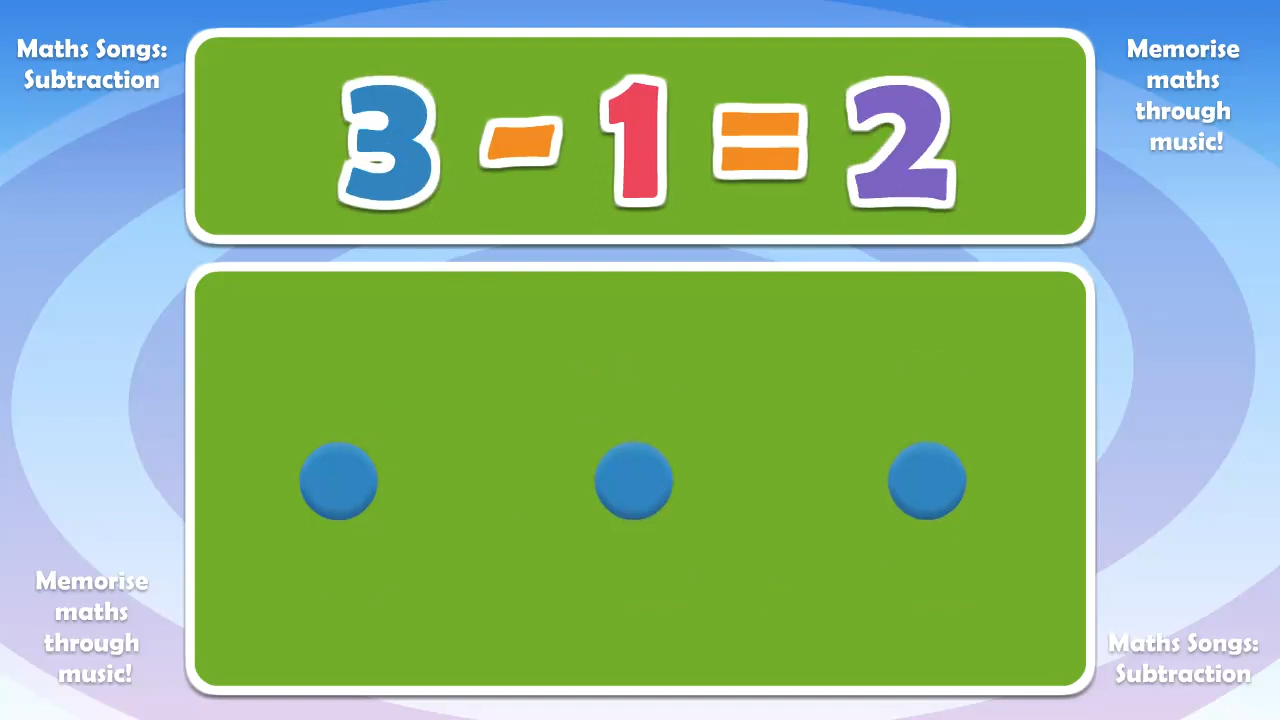 Maths Songs:
Subtraction
3 - 1 = 2
Memorise
maths
through
music!
Memorise
maths
through
music!
Maths Songs:
Subtraction